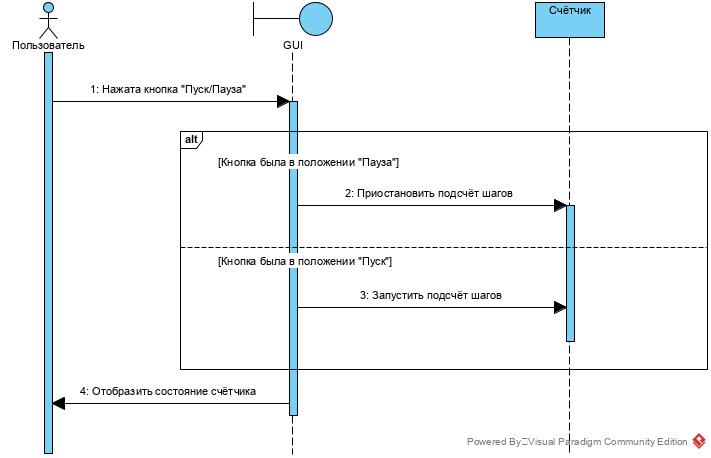 Счётчик
Пользователь
GUI
1: Нажата кнопка "Пуск/Пауза"
alt
[Кнопка была в положении "Пауза"]
2: Приостановить подсчёт шагов
[Кнопка была в положении "Пуск"]
3: Запустить подсчёт шагов
4: Отобразить состояние счётчика
Powered By Visual Paradigm Community Edition